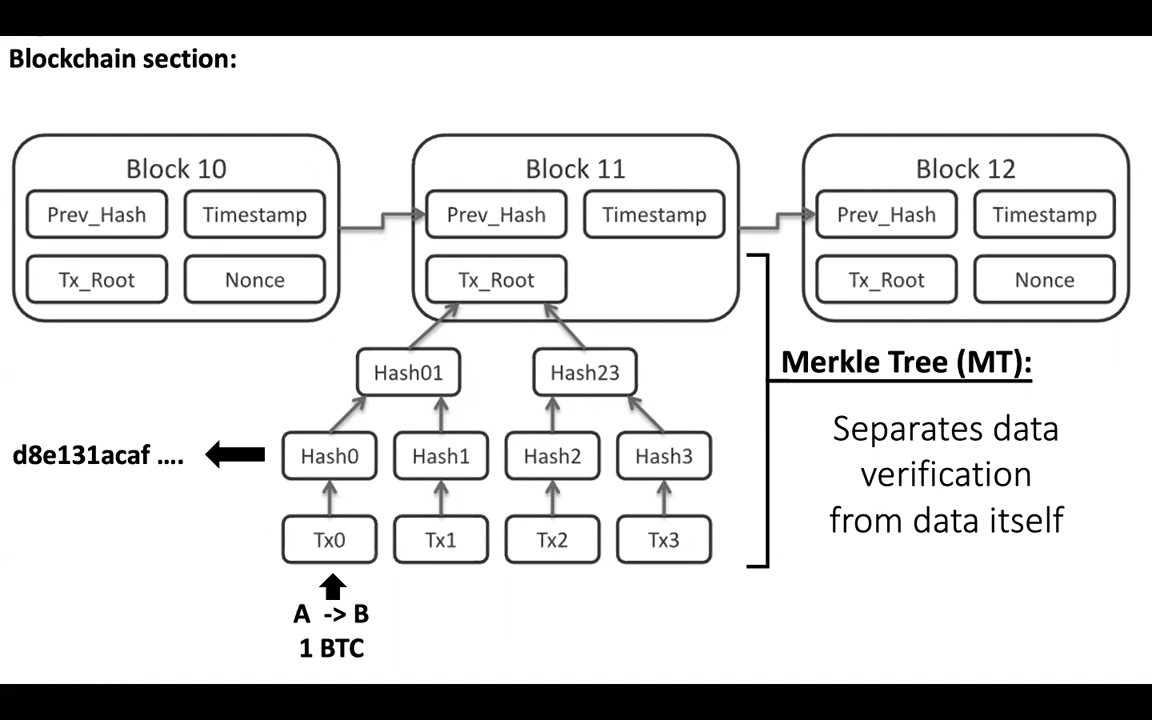 Blockchain section:
Block 10
Block 11
Block 12
Prev_Hash
Timestamp
Prev_Hash
Timestamp
Prev_Hash
Timestamp
Tx_Root
Nonce
Tx_Root
Tx_Root
Nonce
Hash01
Hash23
Merkle Tree (MT):
Separates data
verification
from data itself
d8e131acaf ....
Hash0
Hash1
Hash2
Hash3
Tx0
Tx1
Tx2
Tx3
A -> B
1 BTC